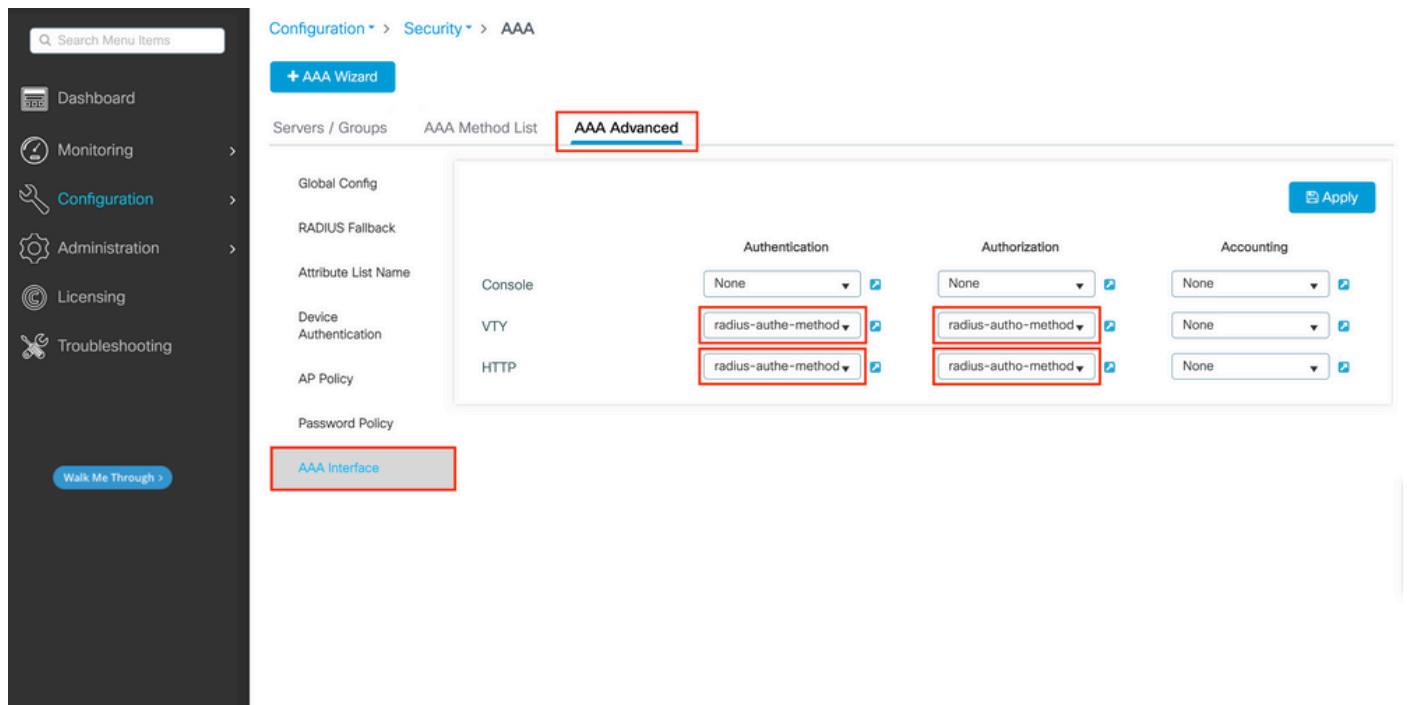 Search Menu Items
Dashboard
Monitoring
Configuration
Administration
Licensing
Troubleshooting
Walk Me Through >
Configuration > Security > AAA
+ AAA Wizard
Servers / Groups AAA Method List AAA Advanced
Global Config
RADIUS Fallback
Attribute List Name
Device
Authentication
AP Policy
Password Policy
AAA Interface
Apply
Authentication Authorization Accounting
Console None None None
VTY radius-authe-method radius-autho-method None
HTTP radius-authe-method radius-autho-method None